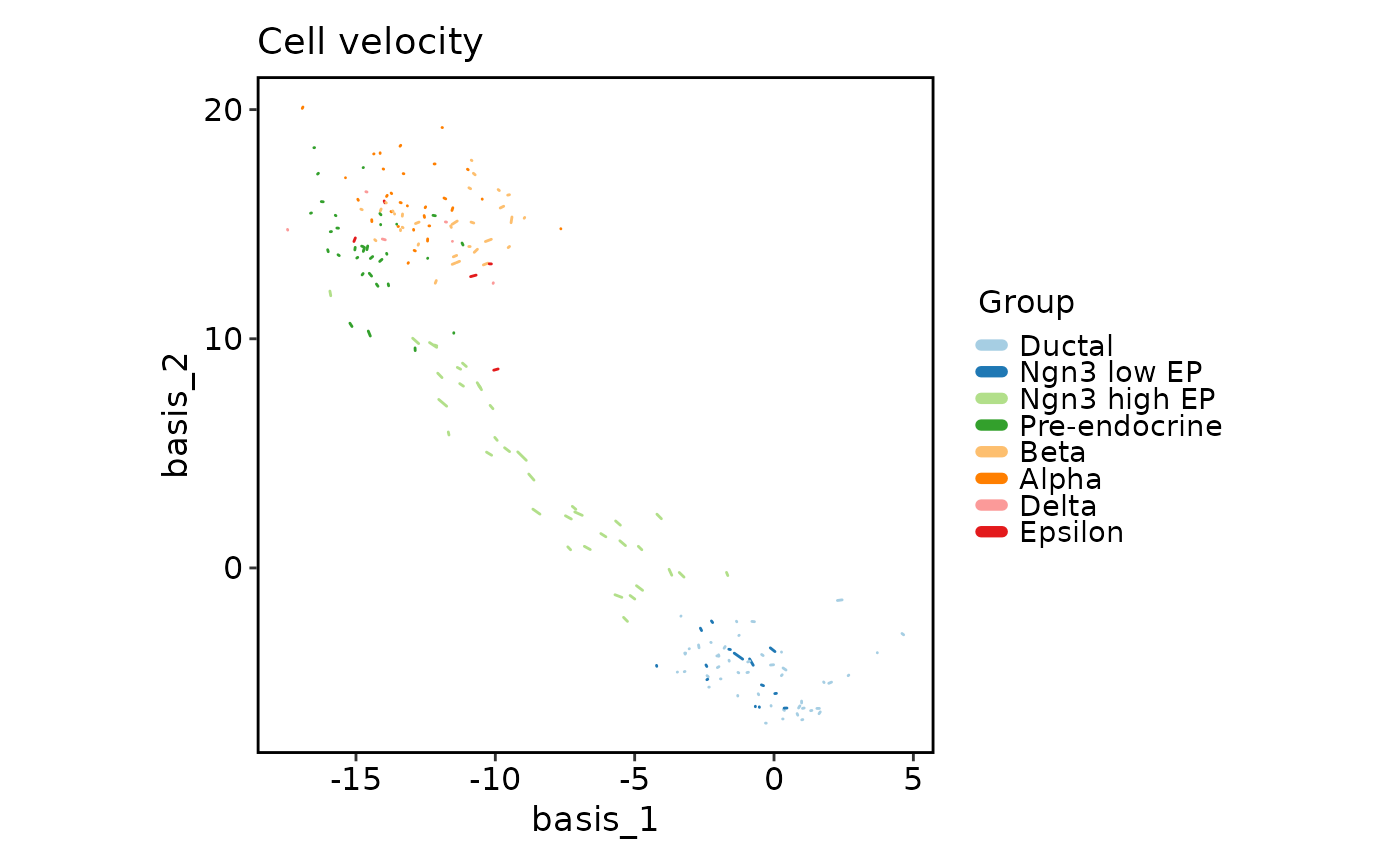 Cell velocity
20
10
0
basis_2
-15
-10
-5
0
5
basis_1
Group
Ductal
Ngn3 low EP
Ngn3 high EP
Pre-endocrine
Beta
Alpha
Delta
Epsilon